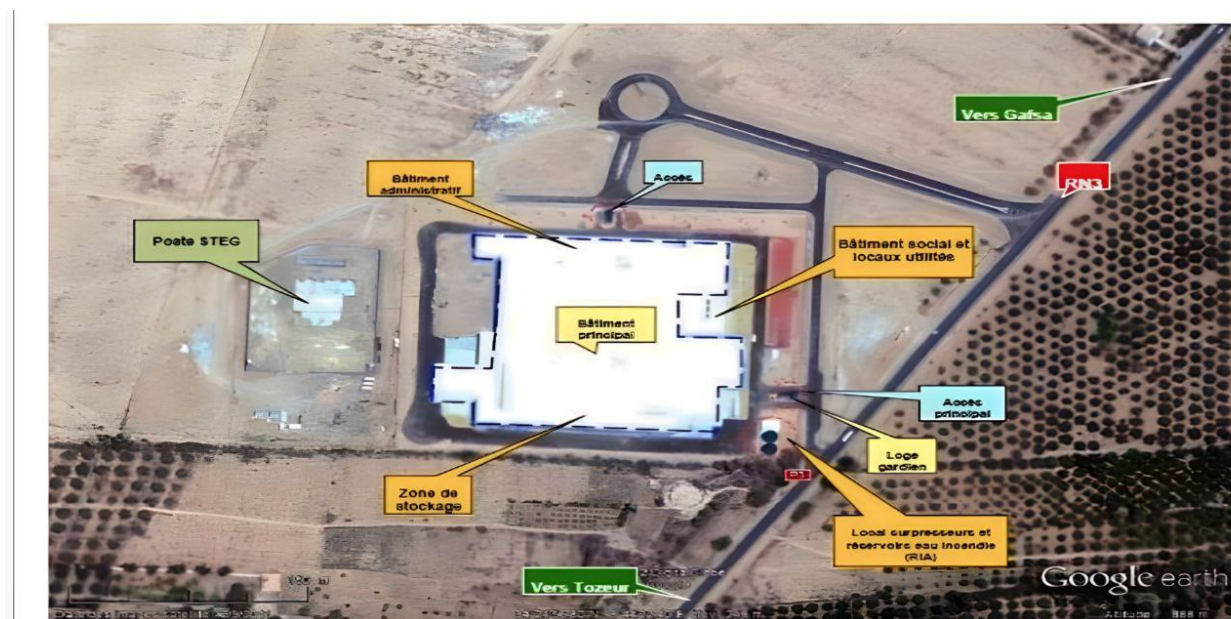 Vers Gafsa
RN3
Bâtiment
administratif
Accès
Poste STEG
Bâtiment social et
locaux utilités
Bâtiment
principal
Accès
principal
Loge
gardien
Zone de
stockage
Local surpresseurs et
réservoirs eau incendie
(RIA)
Vers Tozeur
Google earth